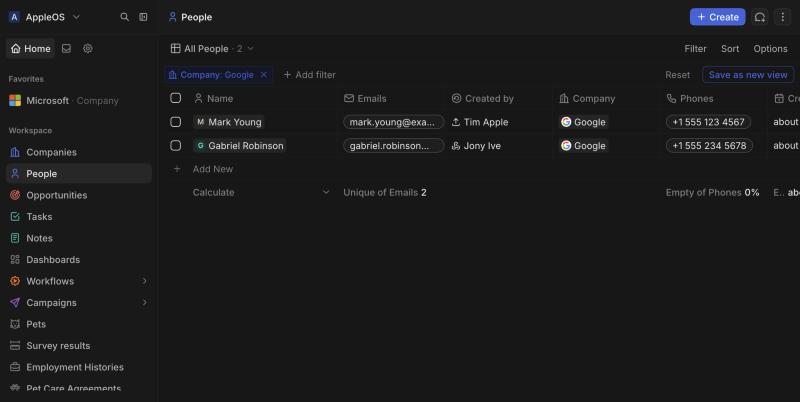 A AppleOS
People
+ Create
Home
All People · 2
Filter Sort Options
Company: Google
+ Add filter
Reset
Save as new view
Favorites
Microsoft · Company
Workspace
Companies
People
Opportunities
Tasks
Notes
Dashboards
Workflows
Campaigns
Pets
Survey results
Employment Histories
Pet Care Agreements
Name Emails Created by Company Phones Cre
M Mark Young mark.young@exa... Tim Apple Google +1 555 123 4567 about
G Gabriel Robinson gabriel.robinson... Jony Ive Google +1 555 234 5678 about
+ Add New
Calculate Unique of Emails 2 Empty of Phones 0% E.. ab